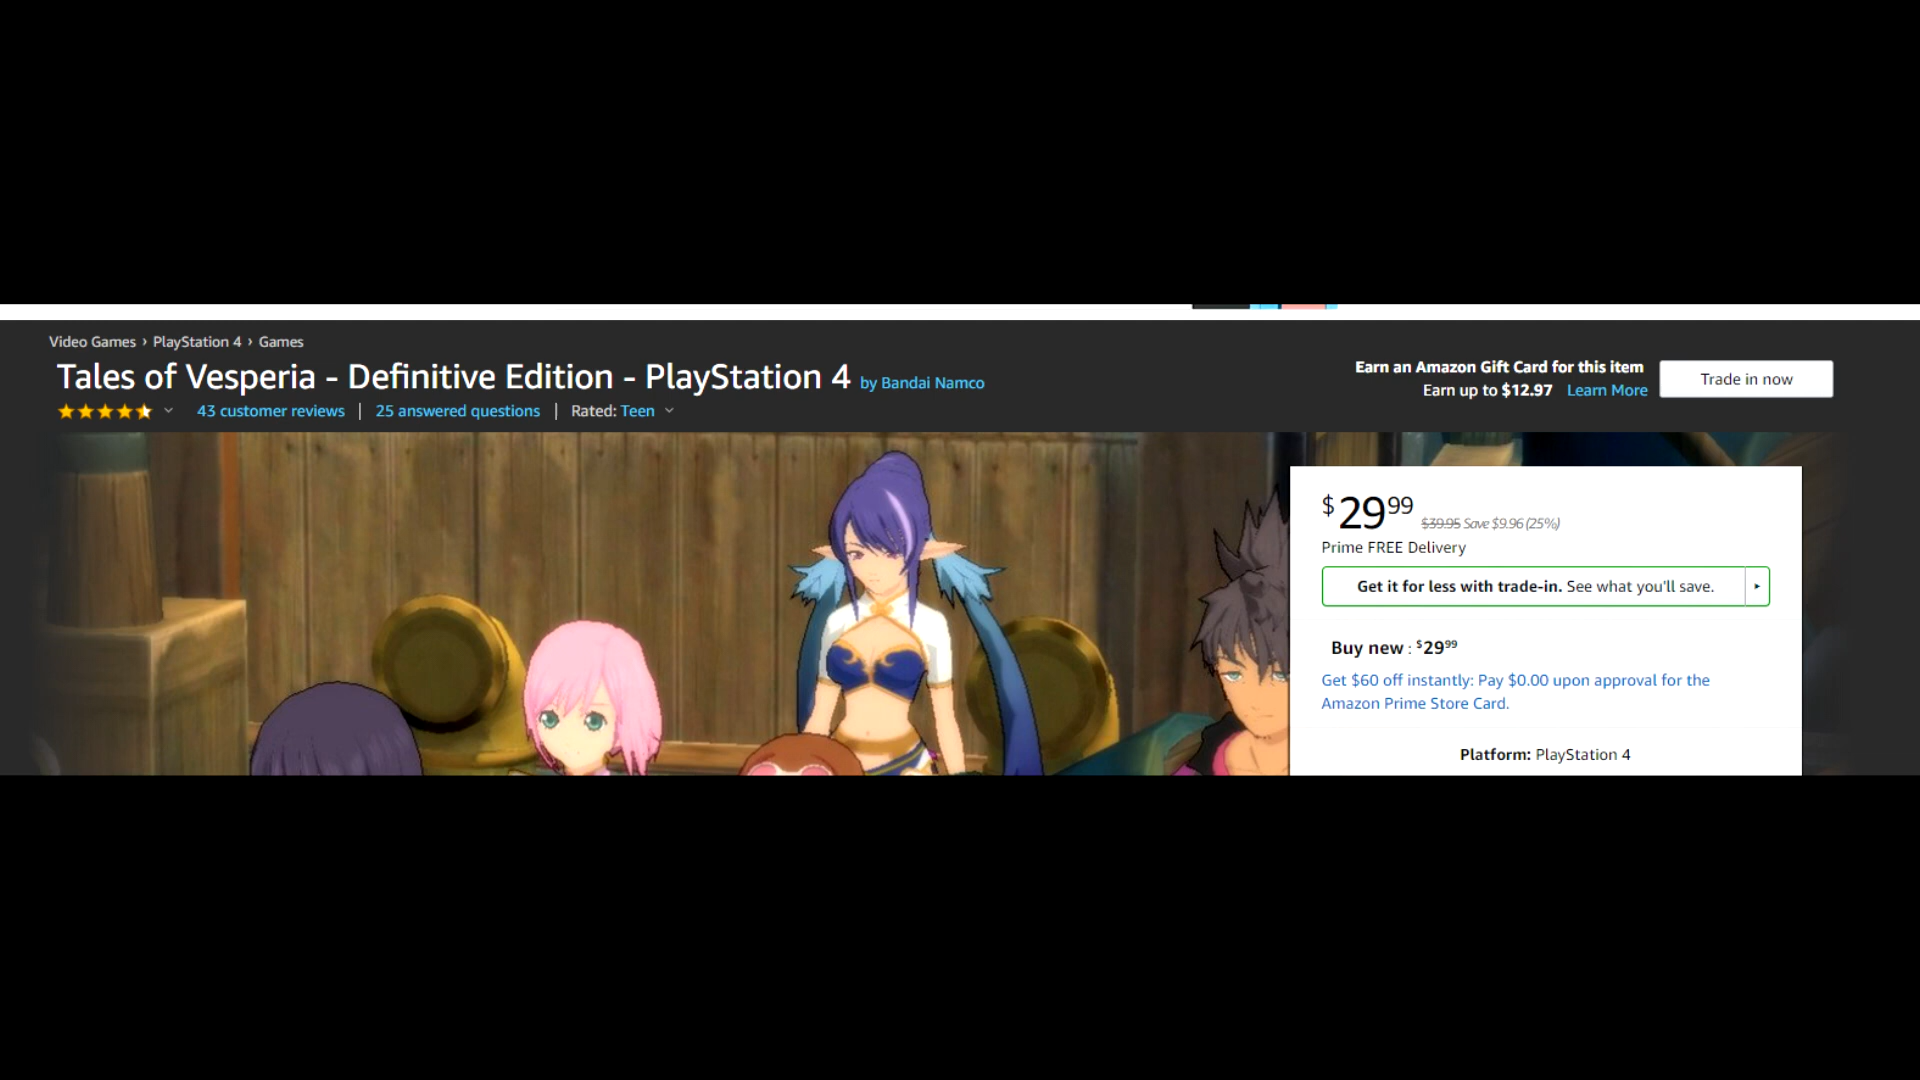 Video Games › PlayStation 4 › Games
Tales of Vesperia - Definitive Edition - PlayStation 4 by Bandai Namco
43 customer reviews | 25 answered questions | Rated: Teen
Earn an Amazon Gift Card for this item
Earn up to $12.97 Learn More
Trade in now
$29.99 $39.95 Save $9.96 (25%)
Prime FREE Delivery
Get it for less with trade-in. See what you'll save.
Buy new : $29.99
Get $60 off instantly: Pay $0.00 upon approval for the
Amazon Prime Store Card.
Platform: PlayStation 4